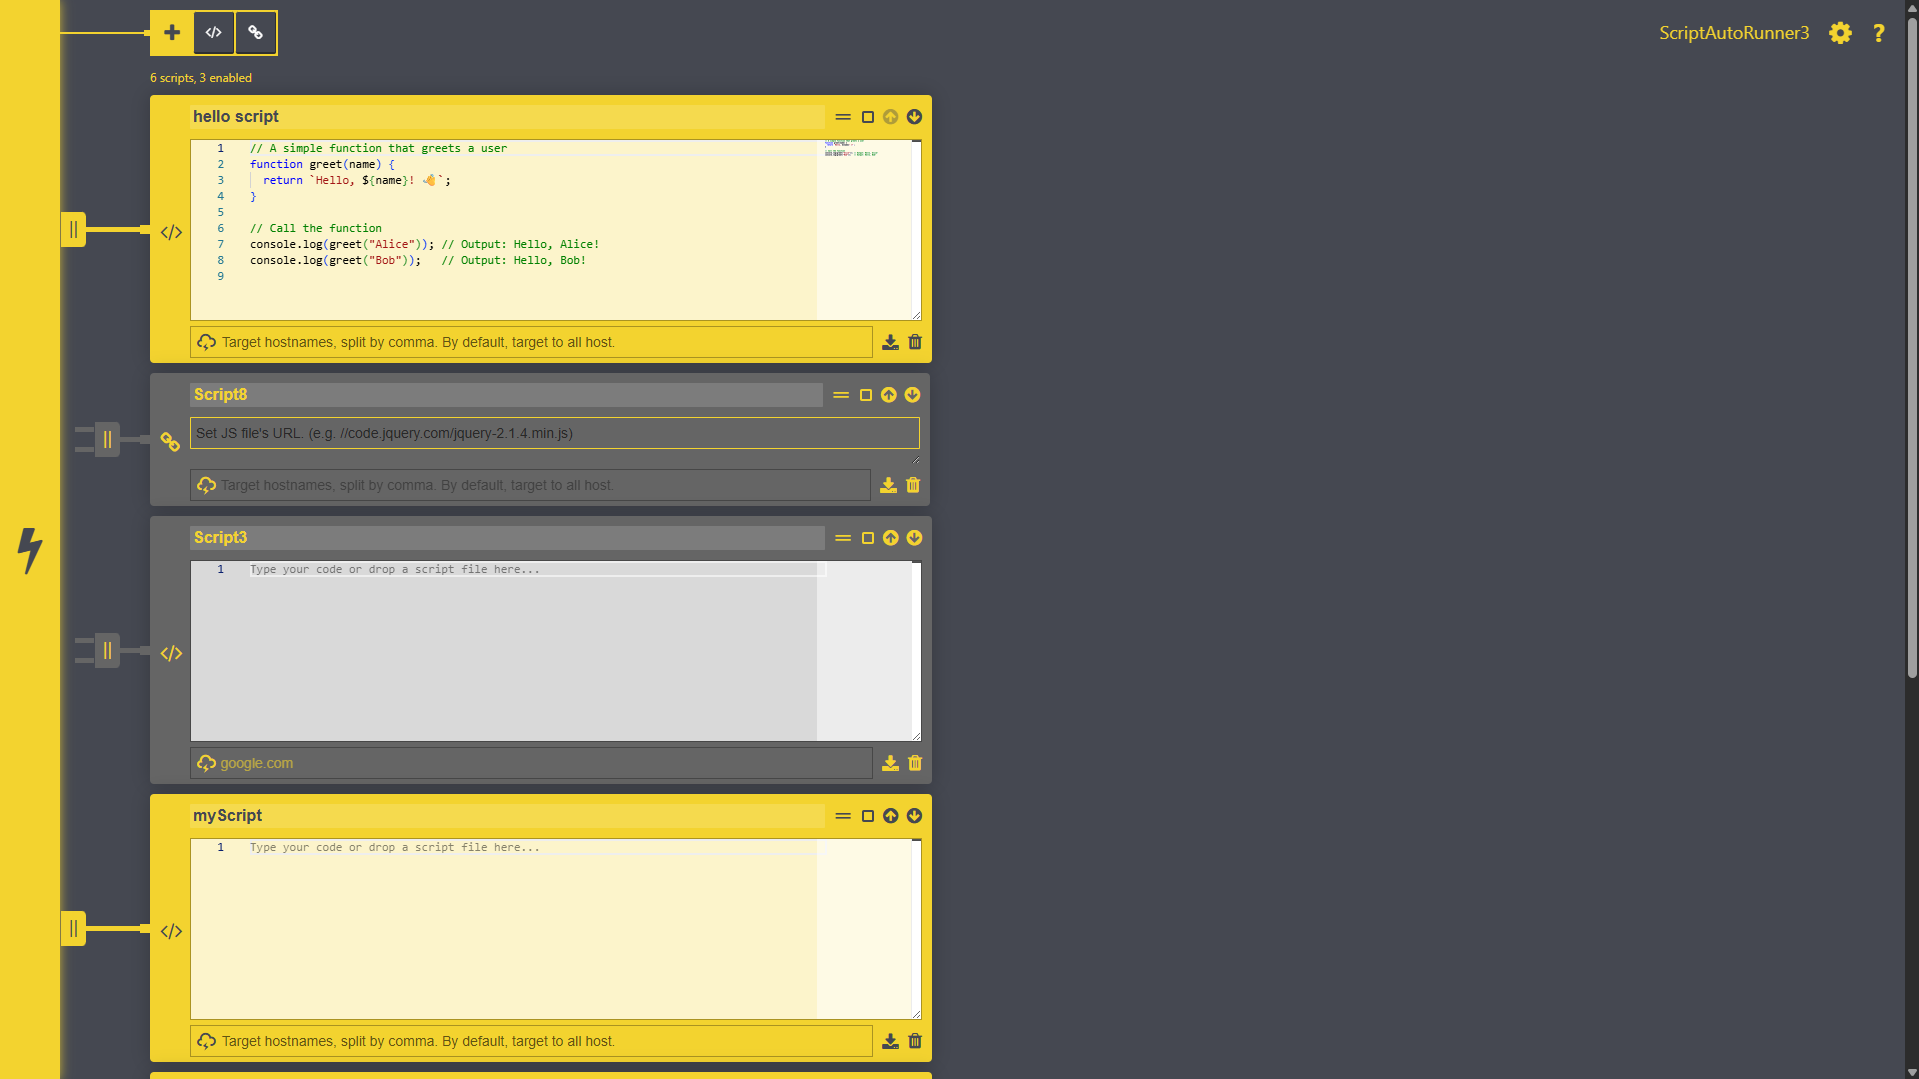 ScriptAutoRunner3 ?
6 scripts, 3 enabled
hello script
1 // A simple function that greets a user
2 function greet(name) {
3 return `Hello, ${name}! 👋`;
4 }
5
6 // Call the function
7 console.log(greet("Alice")); // Output: Hello, Alice!
8 console.log(greet("Bob")); // Output: Hello, Bob!
9
Target hostnames, split by comma. By default, target to all host.
Script8
Set JS file's URL. (e.g. //code.jquery.com/jquery-2.1.4.min.js)
Target hostnames, split by comma. By default, target to all host.
Script3
1 Type your code or drop a script file here...
google.com
myScript
1 Type your code or drop a script file here...
Target hostnames, split by comma. By default, target to all host.